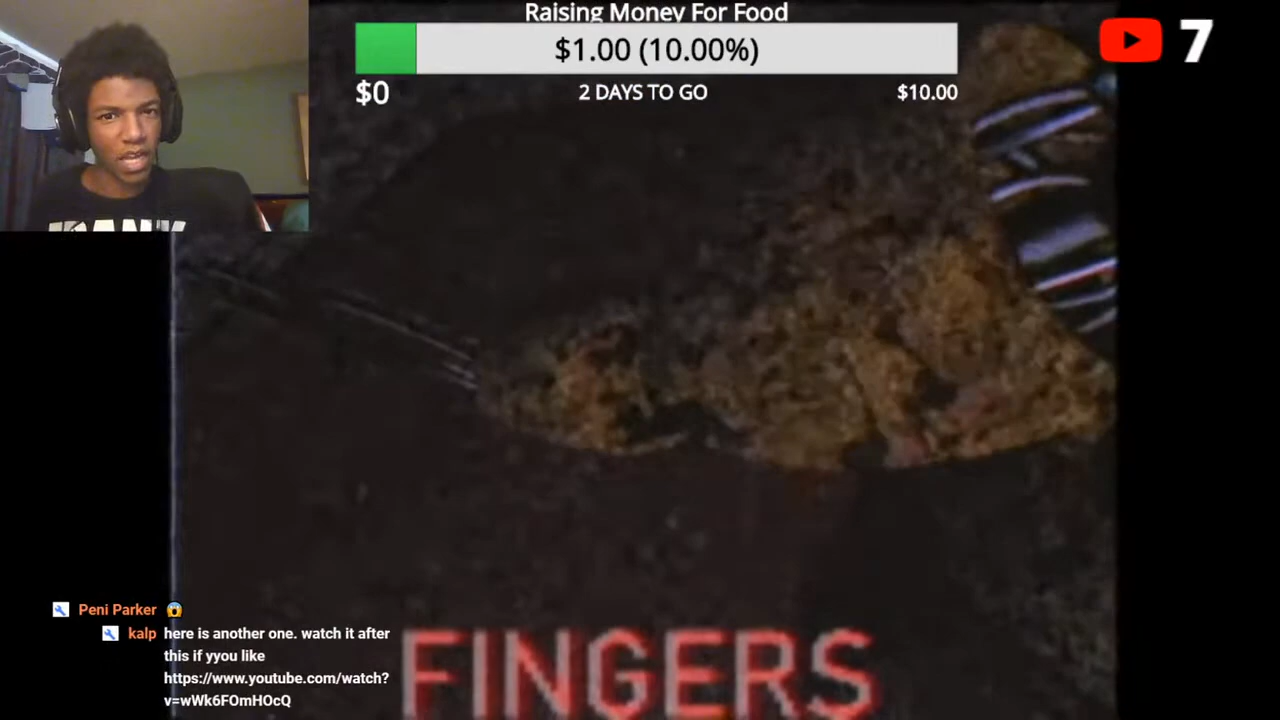 Raising Money For Food
$1.00 (10.00%)
$0
2 DAYS TO GO
$10.00
7
Peni Parker
kalp here is another one. watch it after
this if yyou like
https://www.youtube.com/watch?
v=wWk6FOmHOcQ
FINGERS